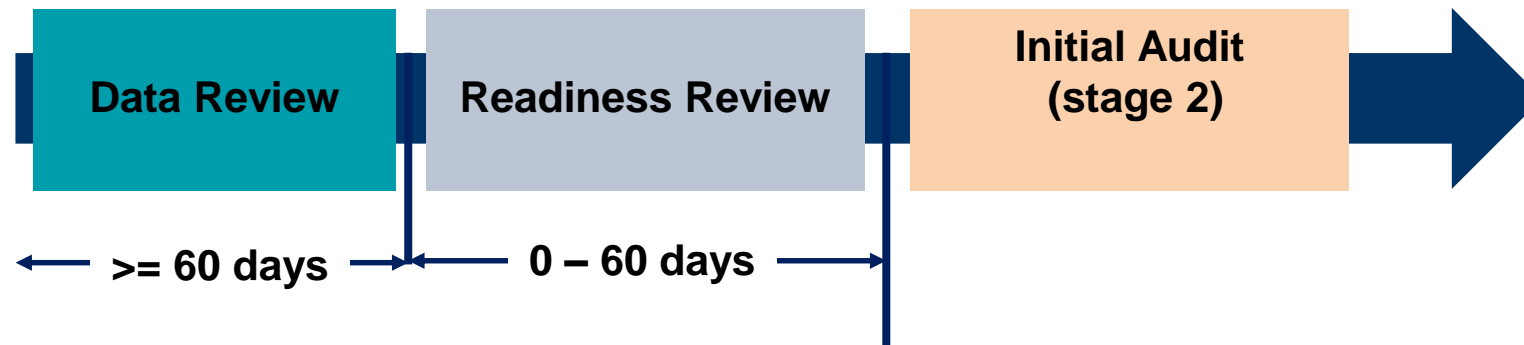 Data Review
Readiness Review
Initial Audit
(stage 2)
>= 60 days
0 – 60 days